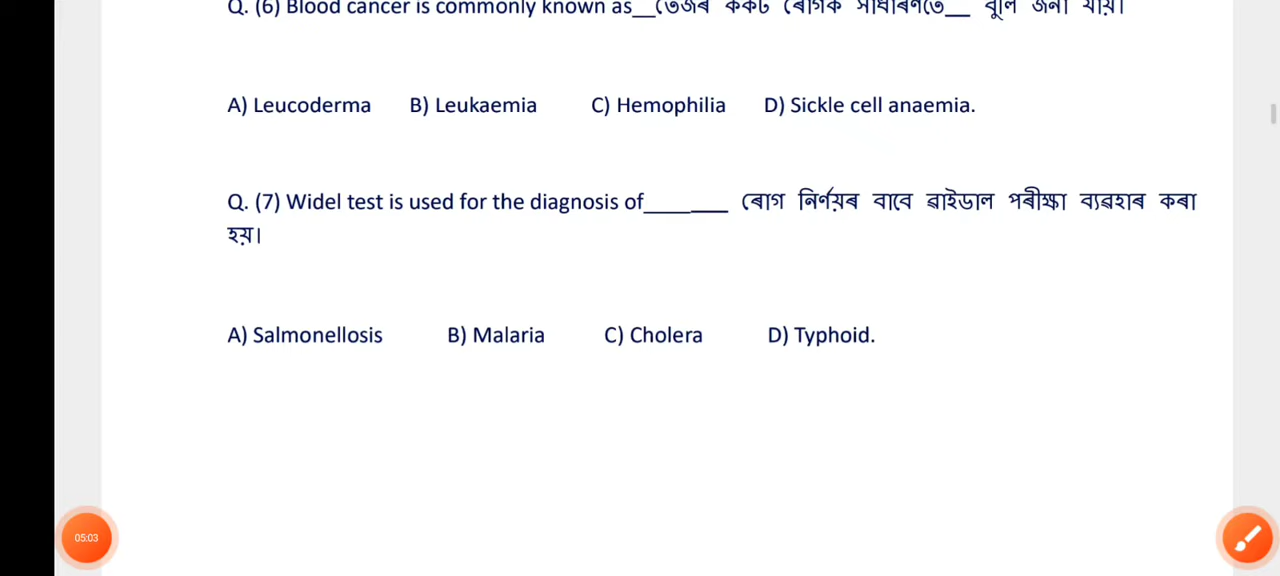 Q. (6) Blood cancer is commonly known as__(তেজৰ কৰ্কট ৰোগক সাধাৰণতে__ বুলি জনা যায়।
A) Leucoderma B) Leukaemia C) Hemophilia D) Sickle cell anaemia.
Q. (7) Widel test is used for the diagnosis of_______ ৰোগ নিৰ্ণয়ৰ বাবে ৱাইডাল পৰীক্ষা ব্যৱহাৰ কৰা
হয়।
A) Salmonellosis B) Malaria C) Cholera D) Typhoid.
05:03